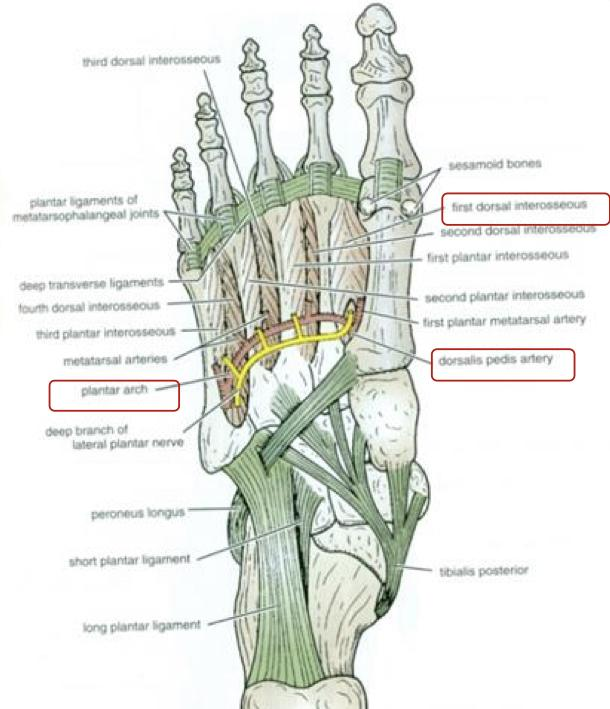 third dorsal interosseous
sesamoid bones
plantar ligaments of
metatarsophalangeal joints
first dorsal interosseous
second dorsal interosseous
first plantar interosseous
deep transverse ligaments
second plantar interosseous
fourth dorsal interosseous
first plantar metatarsal artery
third plantar interosseous
metatarsal arteries
dorsalis pedis artery
plantar arch
deep branch of
lateral plantar nerve
peroneus longus
short plantar ligament
tibialis posterior
long plantar ligament